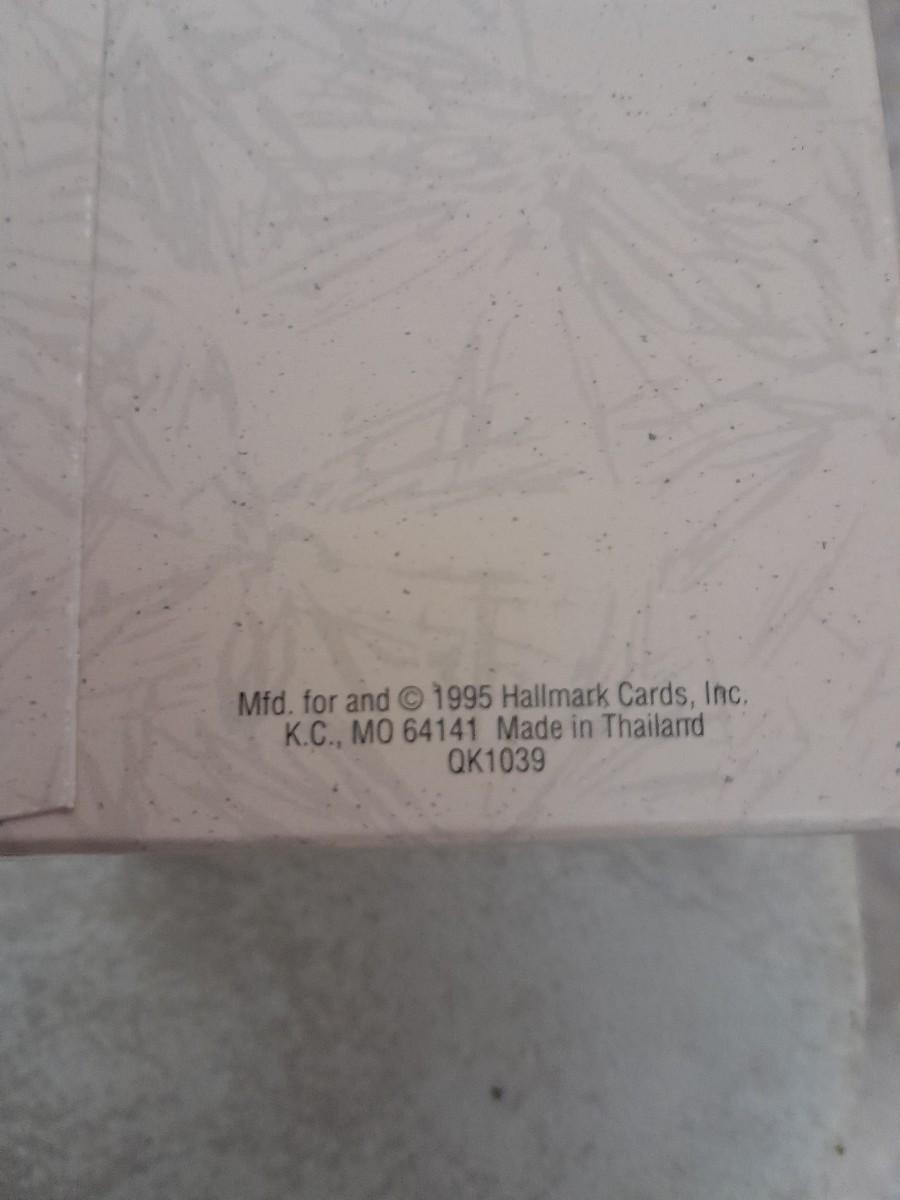 Mfd. for and © 1995 Hallmark Cards, Inc.
K.C., MO 64141 Made in Thailand
QK1039